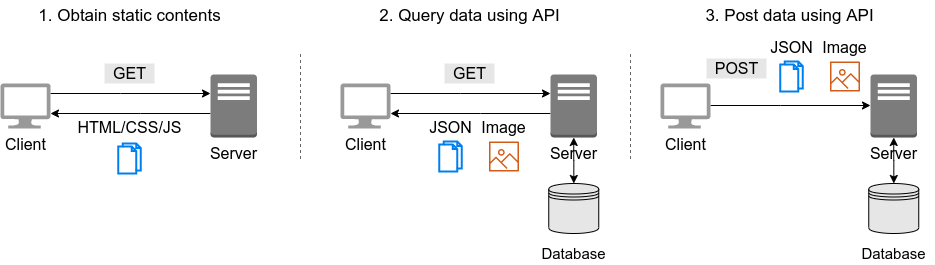 1. Obtain static contents
GET
HTML/CSS/JS
Client
Server
2. Query data using API
GET
JSON Image
Client
Server
Database
3. Post data using API
JSON Image
POST
Client
Server
Database